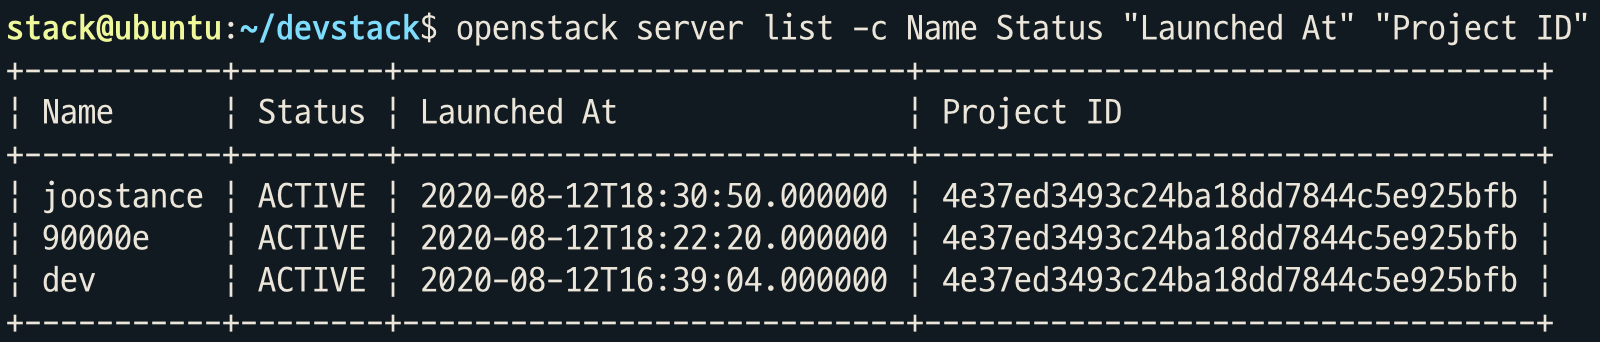 stack@ubuntu:~/devstack$ openstack server list -c Name Status "Launched At" "Project ID"
+-----------+--------+----------------------------+----------------------------------+
| Name      | Status | Launched At                | Project ID                       |
+-----------+--------+----------------------------+----------------------------------+
| joostance | ACTIVE | 2020-08-12T18:30:50.000000 | 4e37ed3493c24ba18dd7844c5e925bfb |
| 90000e    | ACTIVE | 2020-08-12T18:22:20.000000 | 4e37ed3493c24ba18dd7844c5e925bfb |
| dev       | ACTIVE | 2020-08-12T16:39:04.000000 | 4e37ed3493c24ba18dd7844c5e925bfb |
+-----------+--------+----------------------------+----------------------------------+